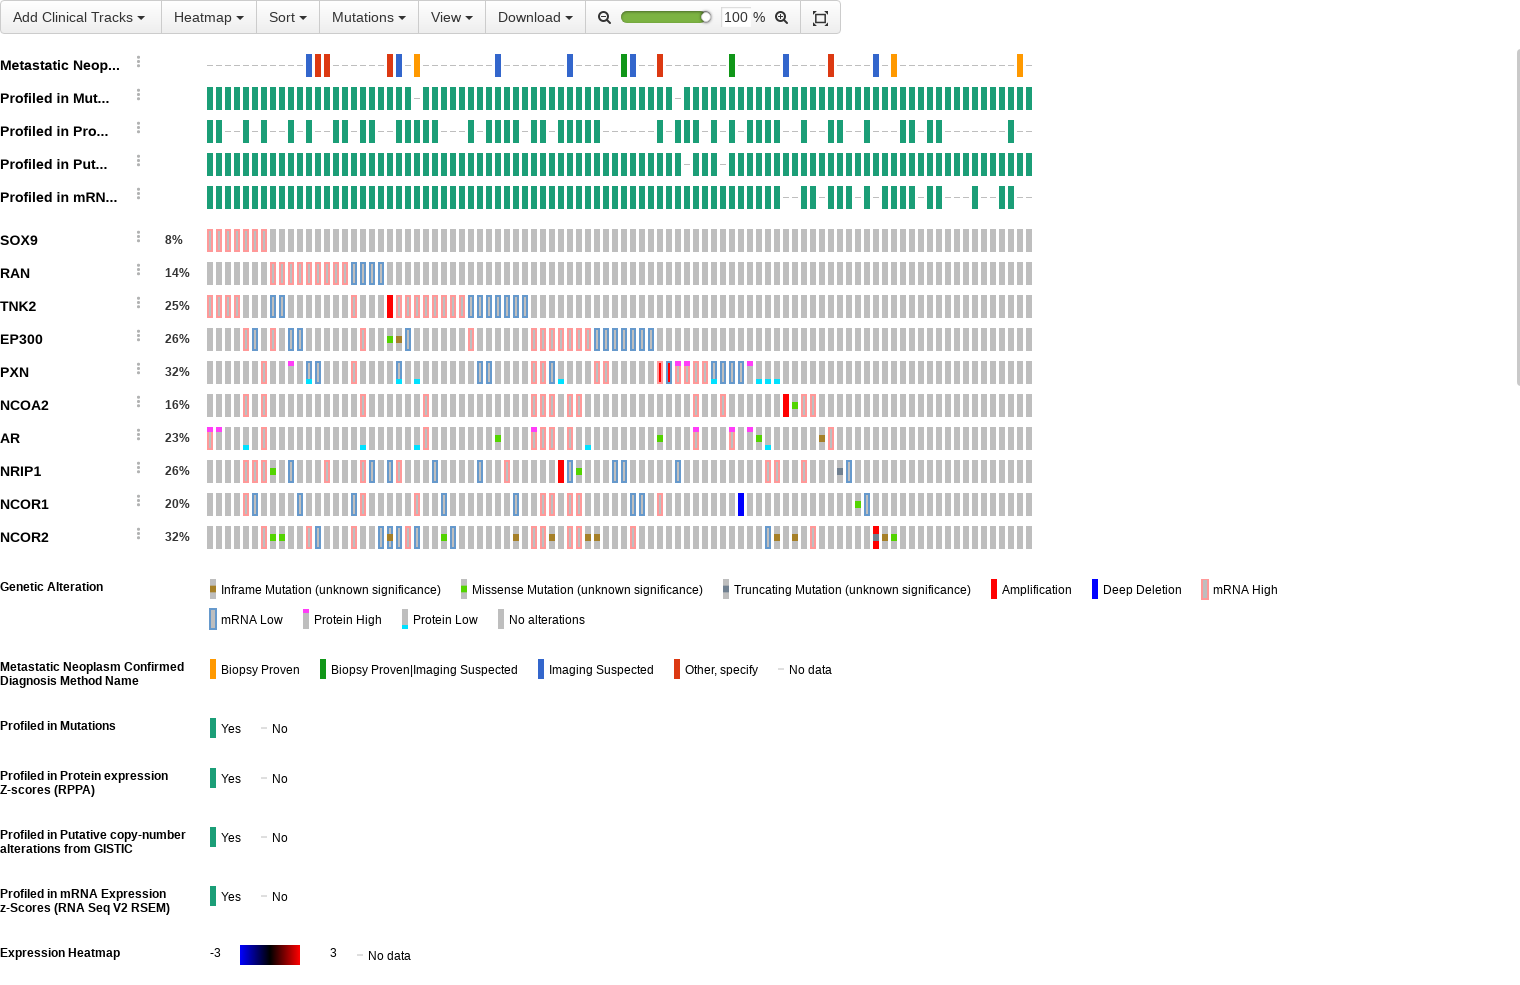 Add Clinical Tracks Heatmap Sort Mutations View Download 100 %
Metastatic Neop...
Profiled in Mut...
Profiled in Pro...
Profiled in Put...
Profiled in mRN...
SOX9 8%
RAN 14%
TNK2 25%
EP300 26%
PXN 32%
NCOA2 16%
AR 23%
NRIP1 26%
NCOR1 20%
NCOR2 32%
Genetic Alteration Inframe Mutation (unknown significance) Missense Mutation (unknown significance) Truncating Mutation (unknown significance) Amplification Deep Deletion mRNA High
mRNA Low Protein High Protein Low No alterations
Metastatic Neoplasm Confirmed
Diagnosis Method Name
Biopsy Proven Biopsy Proven|Imaging Suspected Imaging Suspected Other, specify No data
Profiled in Mutations Yes No
Profiled in Protein expression
Z-scores (RPPA)
Yes No
Profiled in Putative copy-number
alterations from GISTIC
Yes No
Profiled in mRNA Expression
z-Scores (RNA Seq V2 RSEM)
Yes No
Expression Heatmap -3 3 No data